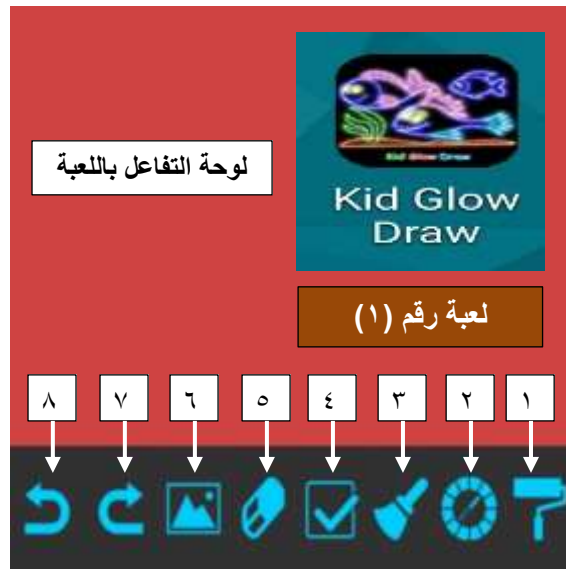 Kid Glow Draw
Kid Glow
Draw
لوحة التفاعل باللعبة
لعبة رقم (١)
١ ٢ ٣ ٤ ٥ ٦ ٧ ٨